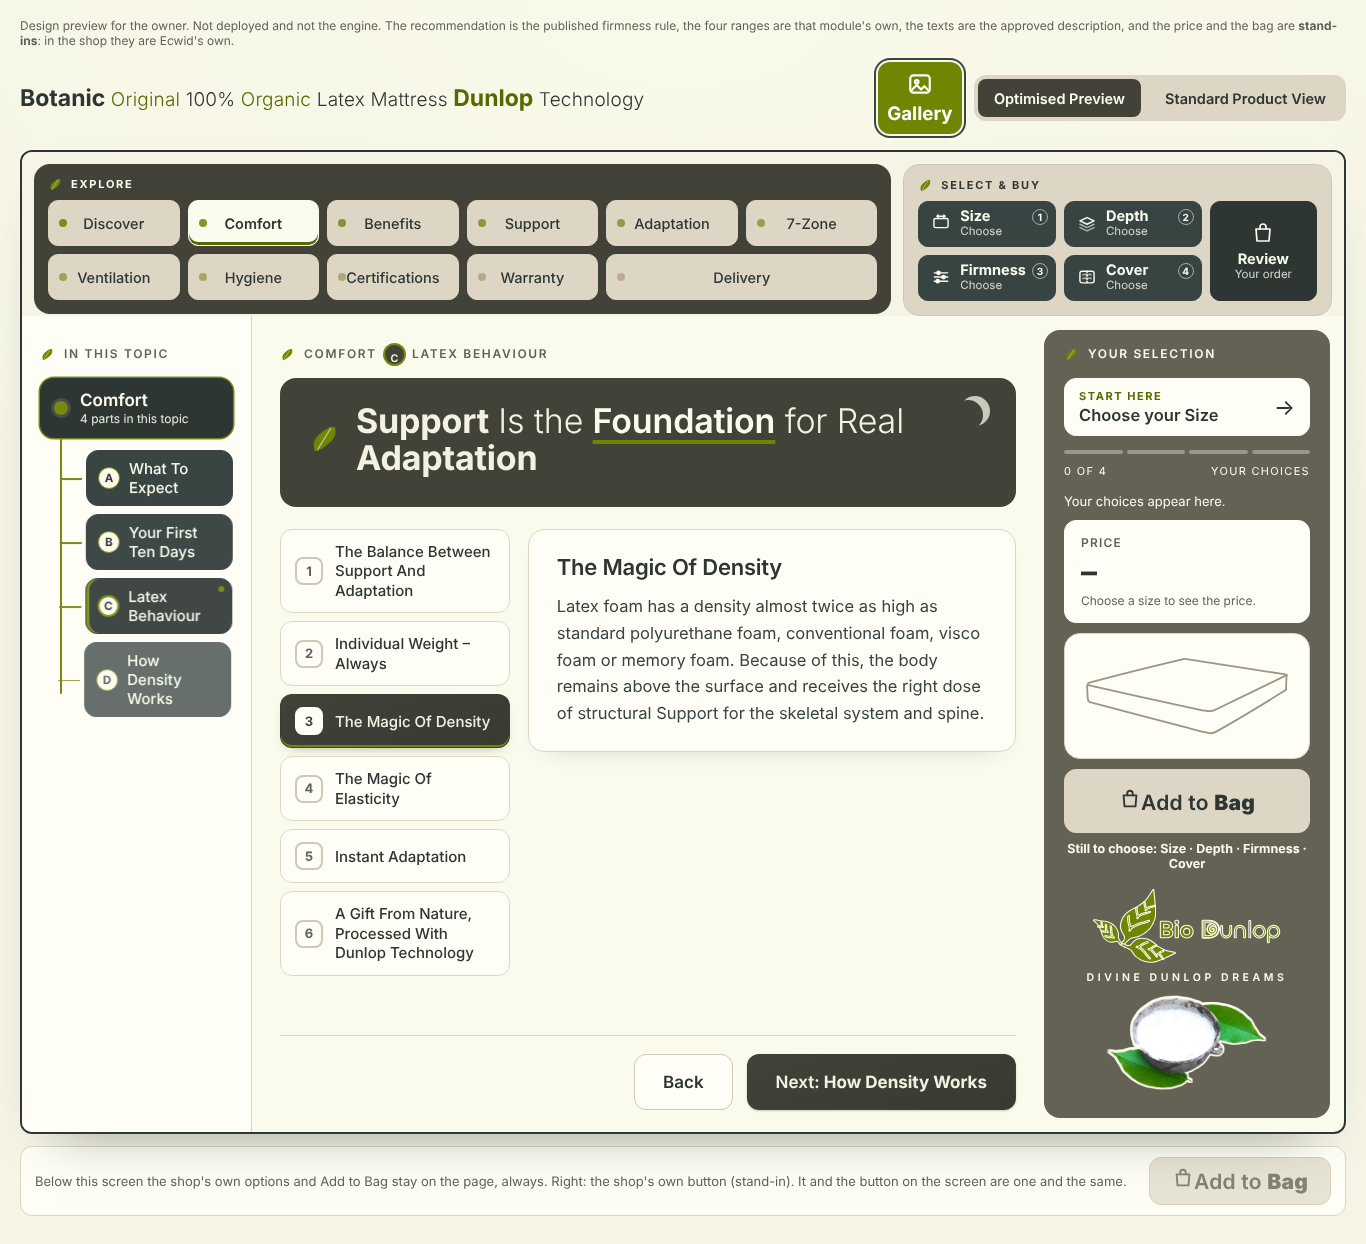 Design preview for the owner. Not deployed and not the engine. The recommendation is the published firmness rule, the four ranges are that module's own, the texts are the approved description, and the price and the bag are stand-
ins: in the shop they are Ecwid's own.
Botanic Original 100% Organic Latex Mattress Dunlop Technology
Gallery
Optimised Preview
Standard Product View
EXPLORE
Discover
Comfort
Benefits
Support
Adaptation
7-Zone
Ventilation
Hygiene
Certifications
Warranty
Delivery
SELECT & BUY
Size
Choose
1
Depth
Choose
2
Firmness
Choose
3
Cover
Choose
4
Review
Your order
IN THIS TOPIC
Comfort
4 parts in this topic
A
What To
Expect
B
Your First
Ten Days
C
Latex
Behaviour
D
How
Density
Works
COMFORT C LATEX BEHAVIOUR
Support Is the Foundation for Real
Adaptation
1
The Balance Between
Support And
Adaptation
2
Individual Weight –
Always
3
The Magic Of Density
4
The Magic Of
Elasticity
5
Instant Adaptation
6
A Gift From Nature,
Processed With
Dunlop Technology
The Magic Of Density
Latex foam has a density almost twice as high as
standard polyurethane foam, conventional foam, visco
foam or memory foam. Because of this, the body
remains above the surface and receives the right dose
of structural Support for the skeletal system and spine.
Back
Next: How Density Works
YOUR SELECTION
START HERE
Choose your Size
0 OF 4
YOUR CHOICES
Your choices appear here.
PRICE
–
Choose a size to see the price.
Add to Bag
Still to choose: Size · Depth · Firmness ·
Cover
Bio Dunlop
DIVINE DUNLOP DREAMS
Below this screen the shop's own options and Add to Bag stay on the page, always. Right: the shop's own button (stand-in). It and the button on the screen are one and the same.
Add to Bag